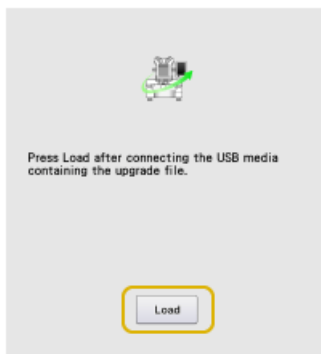 Press Load after connecting the USB media
containing the upgrade file.
Load